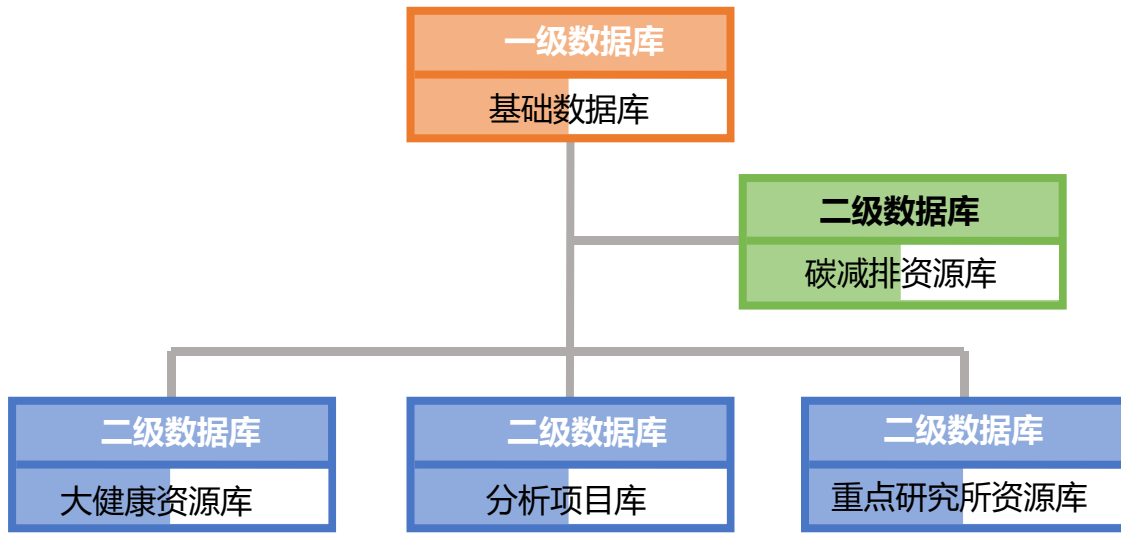 一级数据库
基础数据库
二级数据库
碳减排资源库
二级数据库
大健康资源库
二级数据库
分析项目库
二级数据库
重点研究所资源库